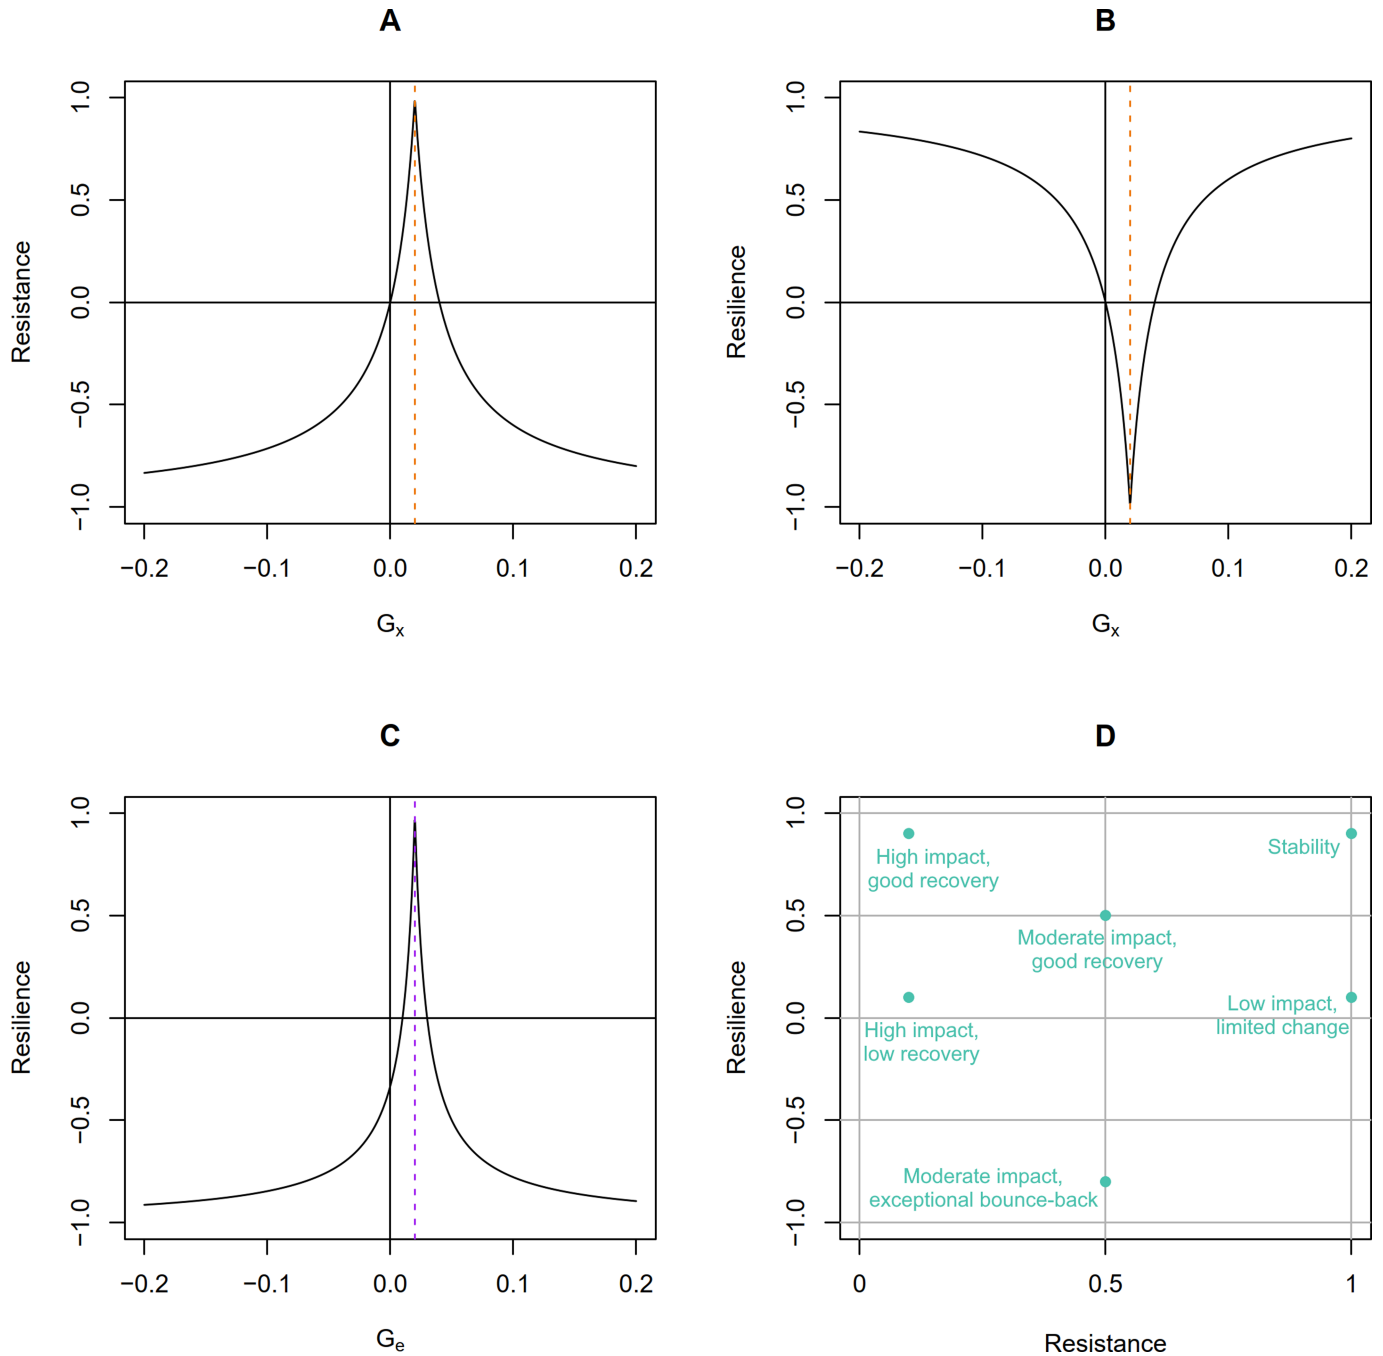 A
1.0
0.5
0.0
−0.5
−1.0
Resistance
−0.2
−0.1
0.0
0.1
0.2
Gₓ
B
1.0
0.5
0.0
−0.5
−1.0
Resilience
−0.2
−0.1
0.0
0.1
0.2
Gₓ
C
1.0
0.5
0.0
−0.5
−1.0
Resilience
−0.2
−0.1
0.0
0.1
0.2
Gₑ
D
1.0
0.5
0.0
−0.5
−1.0
Resilience
High impact,
good recovery
Stability
Moderate impact,
good recovery
High impact,
low recovery
Low impact,
limited change
Moderate impact,
exceptional bounce-back
0
0.5
1
Resistance